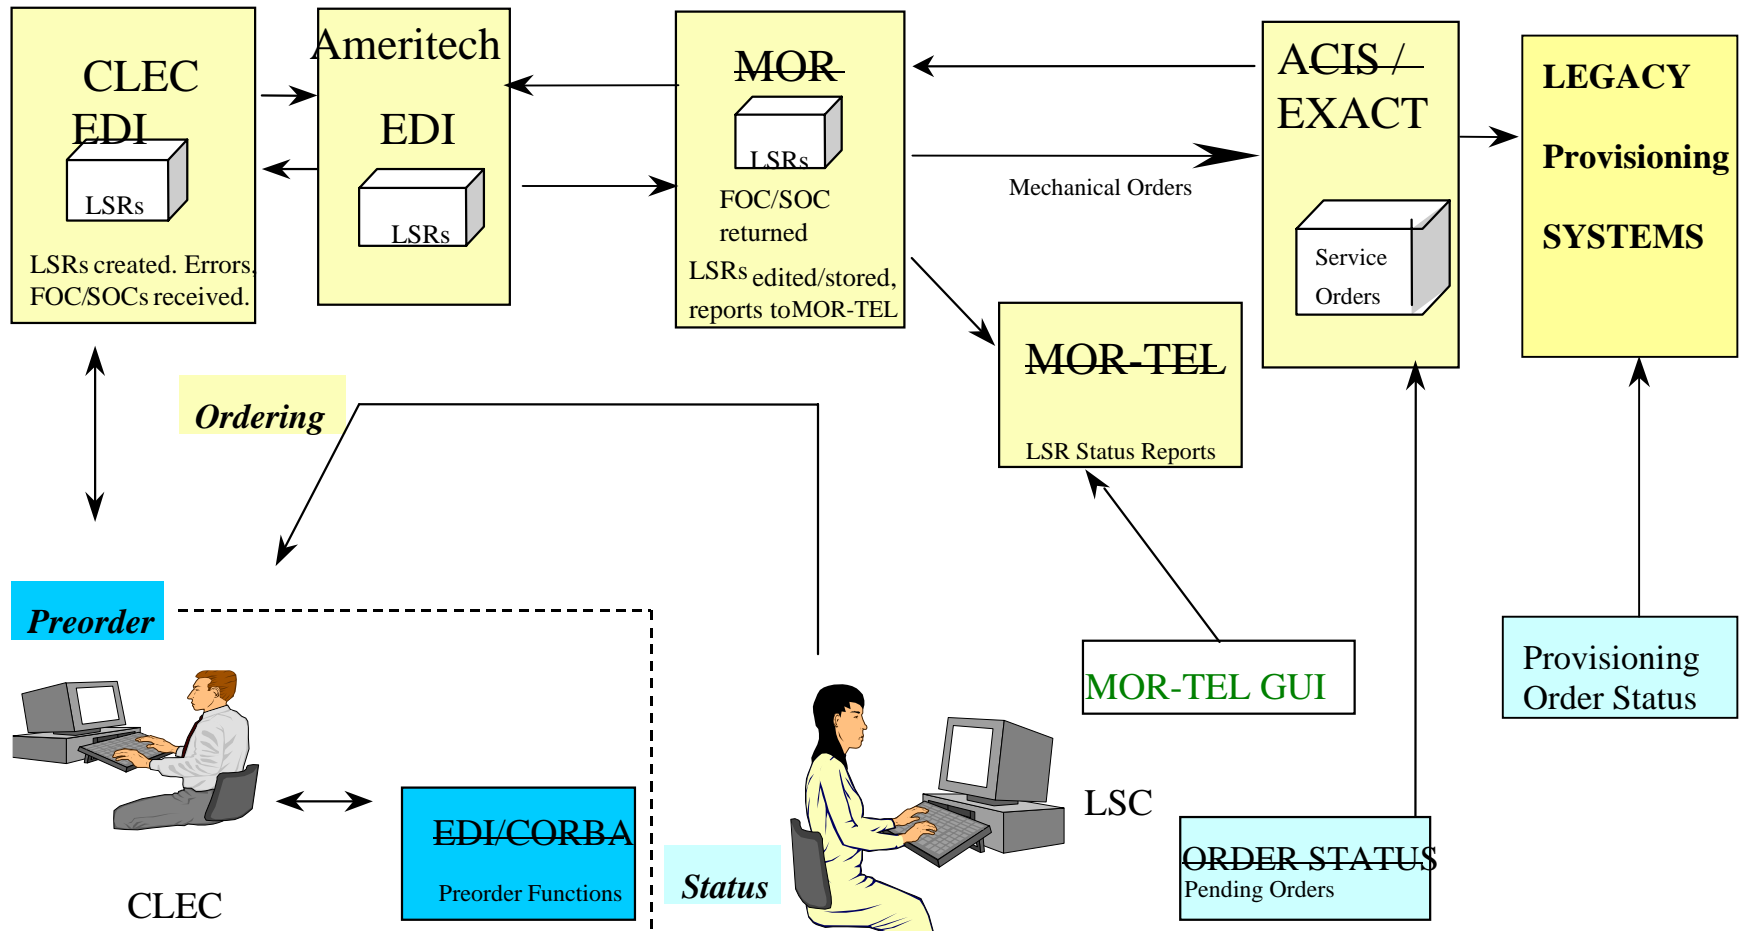 CLEC
EDI
LSRs
LSRs created. Errors,
FOC/SOCs received.
Ameritech
EDI
LSRs
MOR
LSRs
FOC/SOC
returned
LSRs edited/stored,
reports to MOR-TEL
Mechanical Orders
ACIS /
EXACT
Service
Orders
LEGACY
Provisioning
SYSTEMS
MOR-TEL
LSR Status Reports
Ordering
Preorder
MOR-TEL GUI
Provisioning
Order Status
CLEC
EDI/CORBA
Preorder Functions
Status
LSC
ORDER STATUS
Pending Orders